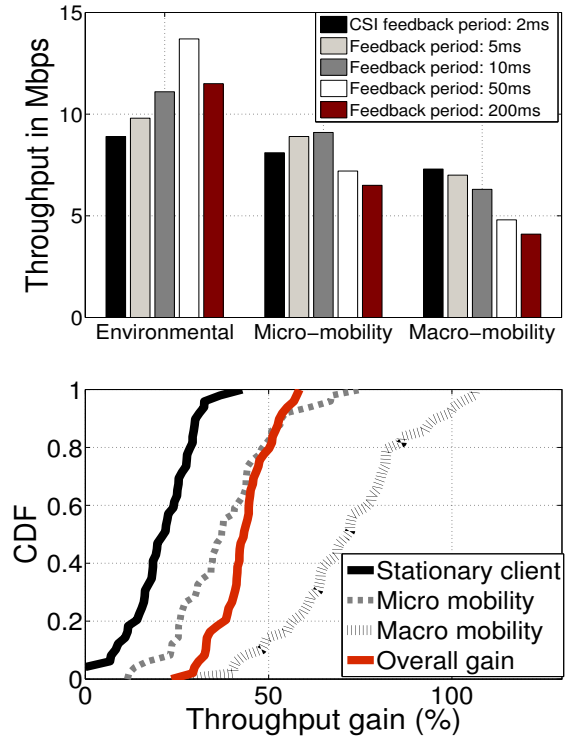 Throughput in Mbps
15
10
5
0
CSI feedback period: 2ms
Feedback period: 5ms
Feedback period: 10ms
Feedback period: 50ms
Feedback period: 200ms
Environmental Micro-mobility Macro-mobility
CDF
1
0.8
0.6
0.4
0.2
0
Stationary client
Micro mobility
Macro mobility
Overall gain
0 50 100
Throughput gain (%)